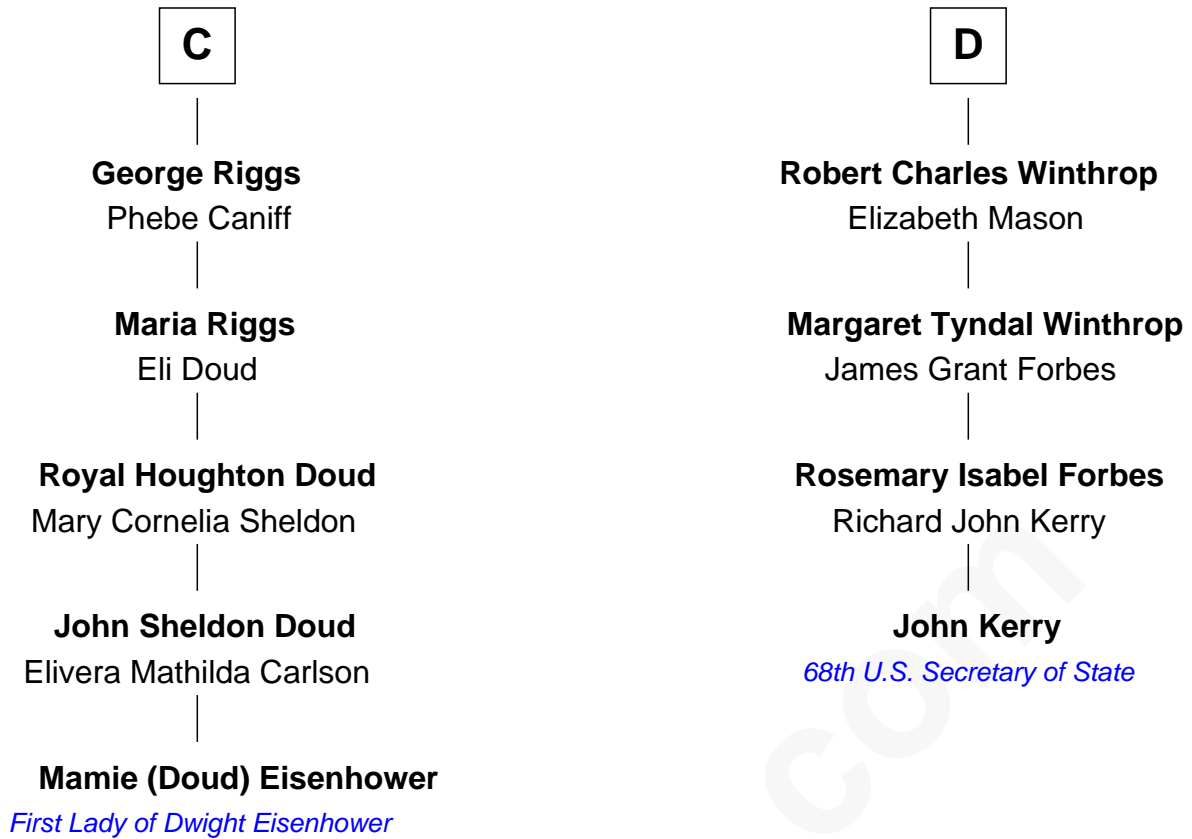 C
George Riggs
Phebe Caniff
Maria Riggs
Eli Doud
Royal Houghton Doud
Mary Cornelia Sheldon
John Sheldon Doud
Elivera Mathilda Carlson
Mamie (Doud) Eisenhower
First Lady of Dwight Eisenhower
D
Robert Charles Winthrop
Elizabeth Mason
Margaret Tyndal Winthrop
James Grant Forbes
Rosemary Isabel Forbes
Richard John Kerry
John Kerry
68th U.S. Secretary of State
com